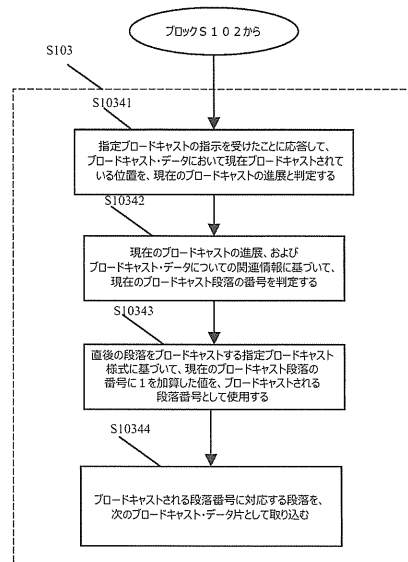 ブロックS102から
S103
S10341
指定ブロードキャストの指示を受けたことに応答して、
ブロードキャスト・データにおいて現在ブロードキャストされて
いる位置を、現在のブロードキャストの進展と判定する
S10342
現在のブロードキャストの進展、および
ブロードキャスト・データについての関連情報に基づいて、
現在のブロードキャスト段落の番号を判定する
S10343
直後の段落をブロードキャストする指定ブロードキャスト
様式に基づいて、現在のブロードキャスト段落の
番号に1を加算した値を、ブロードキャストされる
段落番号として使用する
S10344
ブロードキャストされる段落番号に対応する段落を、
次のブロードキャスト・データ片として取り込む